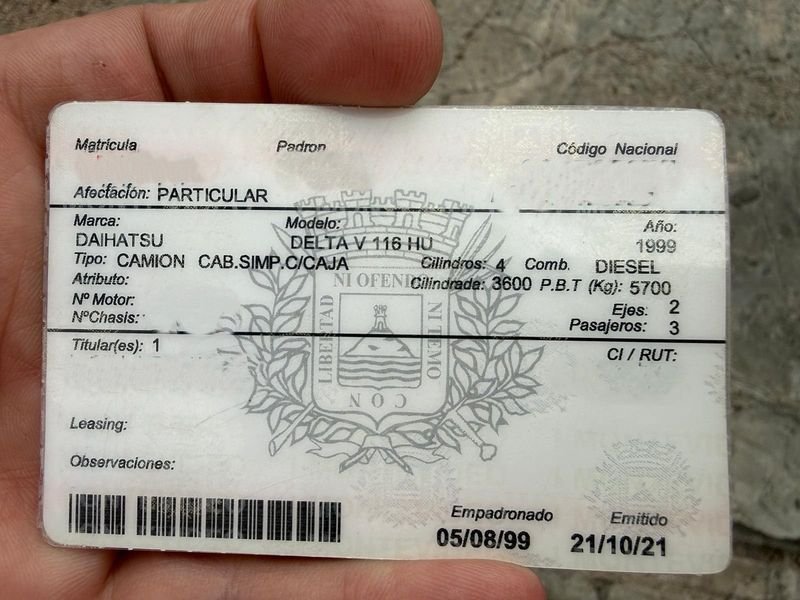 Matrícula Padron Código Nacional
Afectación: PARTICULAR
Marca: Modelo: Año:
DAIHATSU DELTA V 116 HU 1999
Tipo: CAMION CAB.SIMP.C/CAJA Cilindros: 4 Comb. DIESEL
Atributo: Cilindrada: 3600 P.B.T (Kg): 5700
Nº Motor: Ejes: 2
NºChasis: Pasajeros: 3
Titular(es): 1 CI / RUT:
NI OFENDO NI TEMO
CON LIBERTAD
Leasing:
Observaciones:
Empadronado Emitido
05/08/99 21/10/21